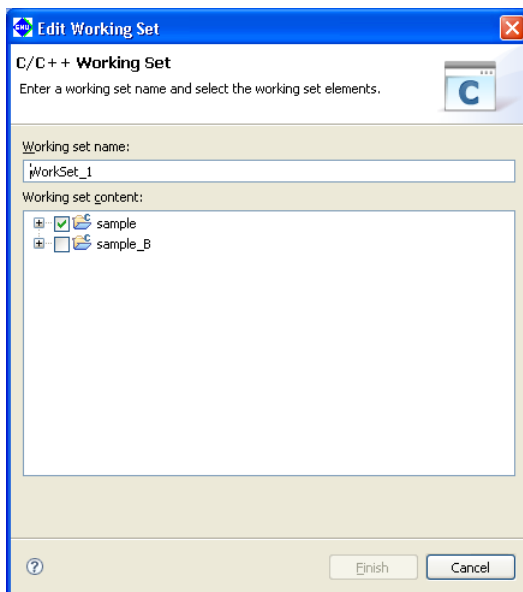 Edit Working Set
C/C++ Working Set
Enter a working set name and select the working set elements.
C
Working set name:
WorkSet_1
Working set content:
sample
sample_B
Finish
Cancel